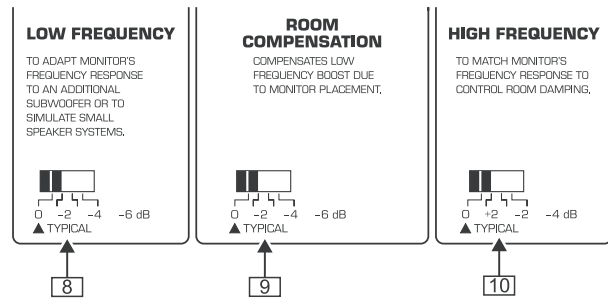 LOW FREQUENCY
TO ADAPT MONITOR'S
FREQUENCY RESPONSE
TO AN ADDITIONAL
SUBWOOFER OR TO
SIMULATE SMALL
SPEAKER SYSTEMS.
0 -2 -4 -6 dB
▲ TYPICAL
8
ROOM
COMPENSATION
COMPENSATES LOW
FREQUENCY BOOST DUE
TO MONITOR PLACEMENT.
0 -2 -4 -6 dB
▲ TYPICAL
9
HIGH FREQUENCY
TO MATCH MONITOR'S
FREQUENCY RESPONSE TO
CONTROL ROOM DAMPING.
0 +2 -2 -4 dB
▲ TYPICAL
10